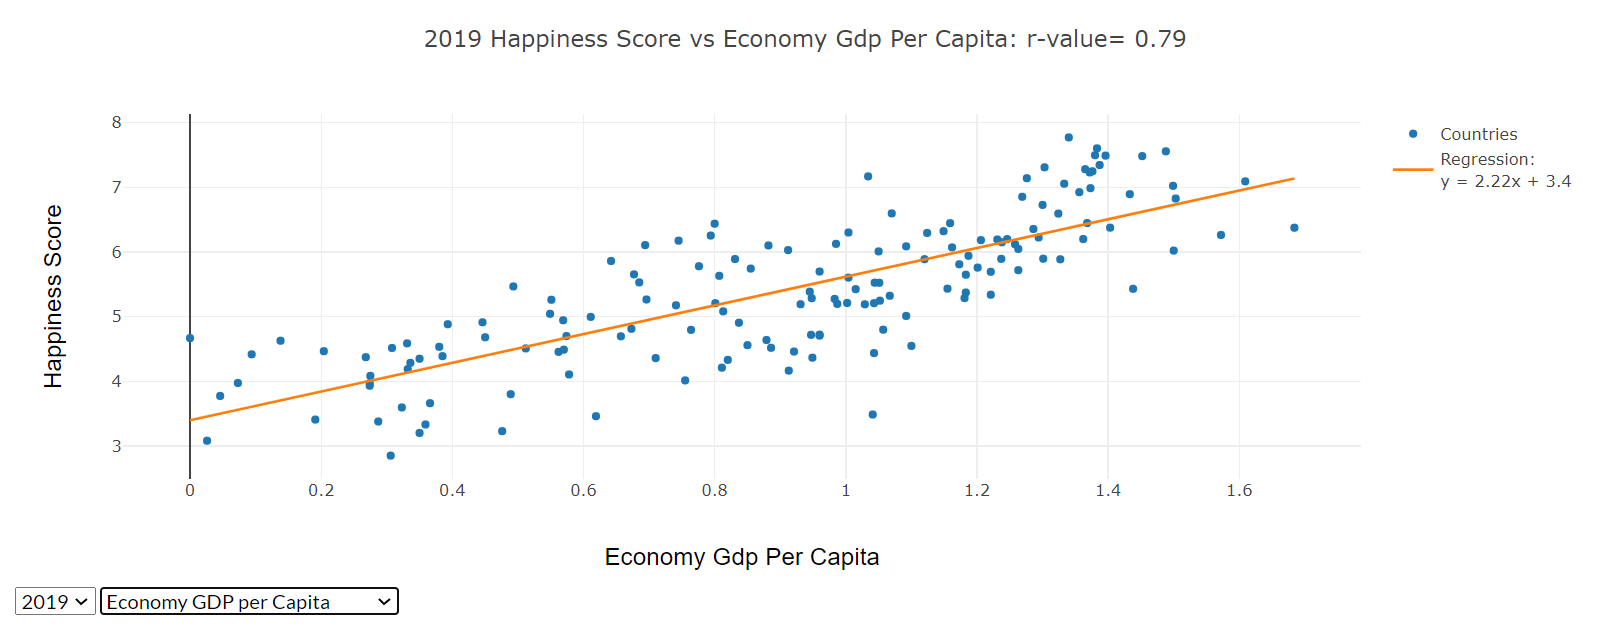 2019 Happiness Score vs Economy Gdp Per Capita: r-value= 0.79
Happiness Score
8
7
6
5
4
3
0 0.2 0.4 0.6 0.8 1 1.2 1.4 1.6
Economy Gdp Per Capita
Countries
Regression:
y = 2.22x + 3.4
2019 Economy GDP per Capita